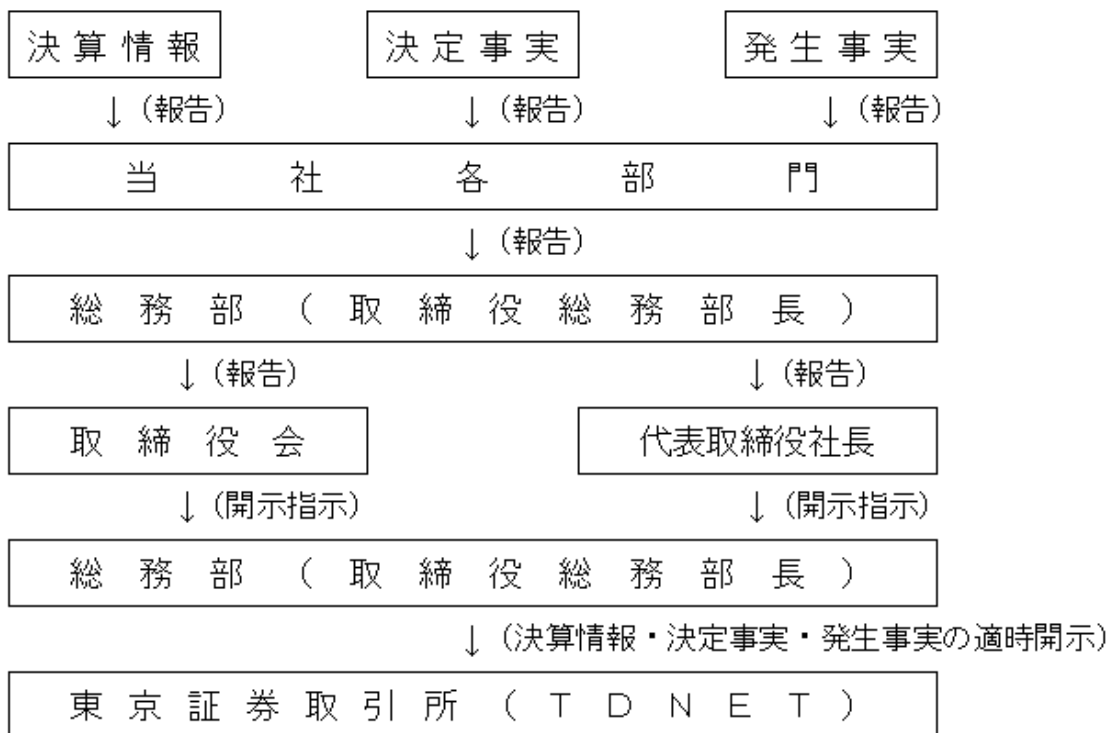 決算情報 決定事実 発生事実
↓(報告) ↓(報告) ↓(報告)
当社各部門
↓(報告)
総務部(取締役総務部長)
↓(報告) ↓(報告)
取締役会 代表取締役社長
↓(開示指示) ↓(開示指示)
総務部(取締役総務部長)
↓(決算情報・決定事実・発生事実の適時開示)
東京証券取引所(TDNET)